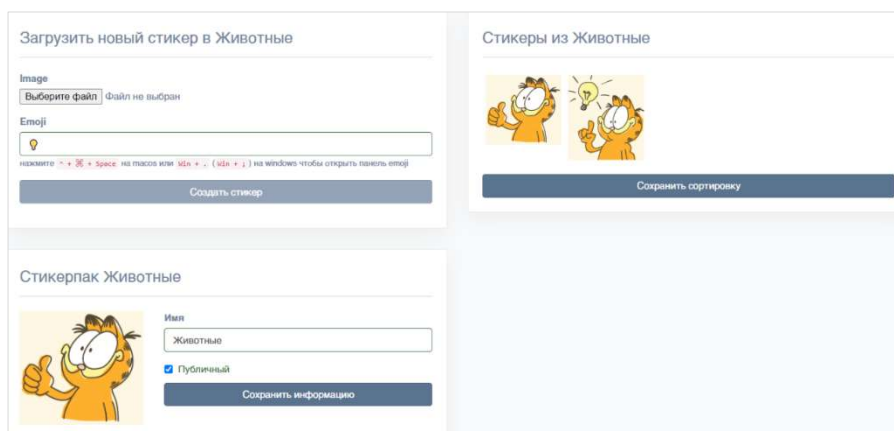 Загрузить новый стикер в Животные
Image
Выберите файл Файл не выбран
Emoji
💡
нажмите ⌃ + ⌘ + Space на macos или Win + . (Win + ;) на windows чтобы открыть панель emoji
Создать стикер
Стикеры из Животные
Сохранить сортировку
Стикерпак Животные
Имя
Животные
Публичный
Сохранить информацию